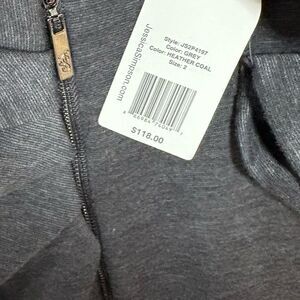 Style: JS2P4197
Color: GREY
Color: HEATHER COAL
Size: 2
JessicaSimpson.com
$118.00